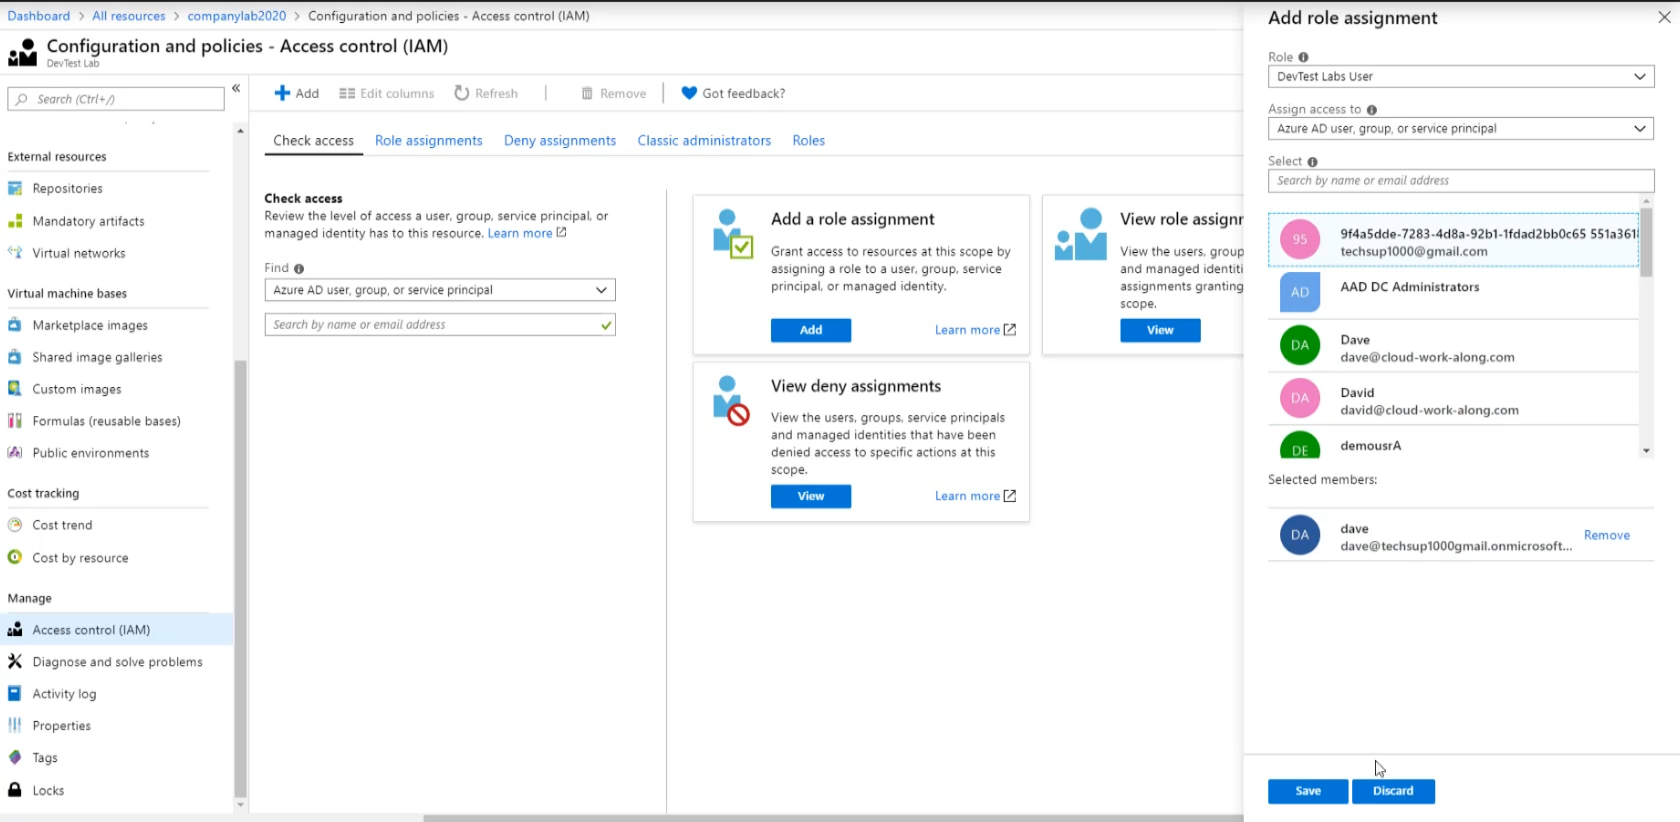 Dashboard > All resources > companylab2020 > Configuration and policies - Access control (IAM)
Configuration and policies - Access control (IAM)
DevTest Lab
Search (Ctrl+/)
«
External resources
Repositories
Mandatory artifacts
Virtual networks
Virtual machine bases
Marketplace images
Shared image galleries
Custom images
Formulas (reusable bases)
Public environments
Cost tracking
Cost trend
Cost by resource
Manage
Access control (IAM)
Diagnose and solve problems
Activity log
Properties
Tags
Locks
Add Edit columns Refresh Remove Got feedback?
Check access Role assignments Deny assignments Classic administrators Roles
Check access
Review the level of access a user, group, service principal, or
managed identity has to this resource. Learn more
Find
Azure AD user, group, or service principal
Search by name or email address
Add a role assignment
Grant access to resources at this scope by
assigning a role to a user, group, service
principal, or managed identity.
Add Learn more
View role assignr
View the users, group
and managed identiti
assignments granting
scope.
View
View deny assignments
View the users, groups, service principals
and managed identities that have been
denied access to specific actions at this
scope.
View Learn more
Add role assignment
Role
DevTest Labs User
Assign access to
Azure AD user, group, or service principal
Select
Search by name or email address
95
9f4a5dde-7283-4d8a-92b1-1fdad2bb0c65 551a361
techsup1000@gmail.com
AD
AAD DC Administrators
DA
Dave
dave@cloud-work-along.com
DA
David
david@cloud-work-along.com
DE
demousrA
Selected members:
DA
dave
dave@techsup1000gmail.onmicrosoft...
Remove
Save Discard